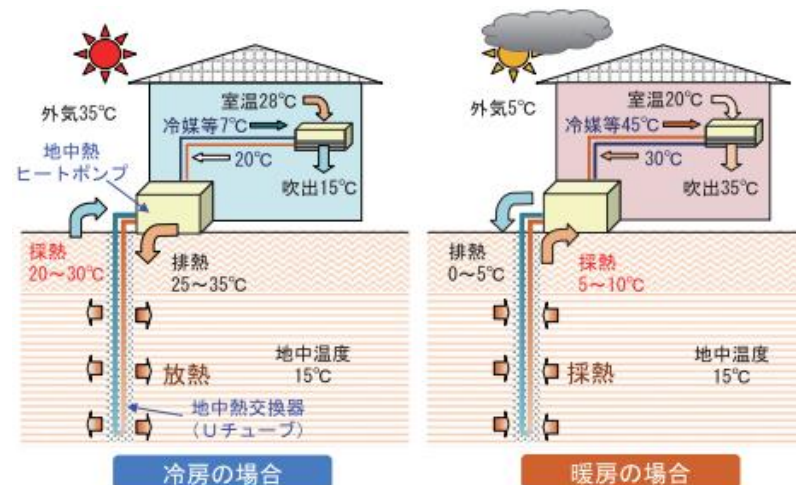 外気35℃
室温28℃
冷媒等7℃
20℃
吹出15℃
地中熱
ヒートポンプ
採熱
20～30℃
排熱
25～35℃
放熱
地中温度
15℃
地中熱交換器
（Uチューブ）
冷房の場合
外気5℃
室温20℃
冷媒等45℃
30℃
吹出35℃
排熱
0～5℃
採熱
5～10℃
採熱
地中温度
15℃
暖房の場合